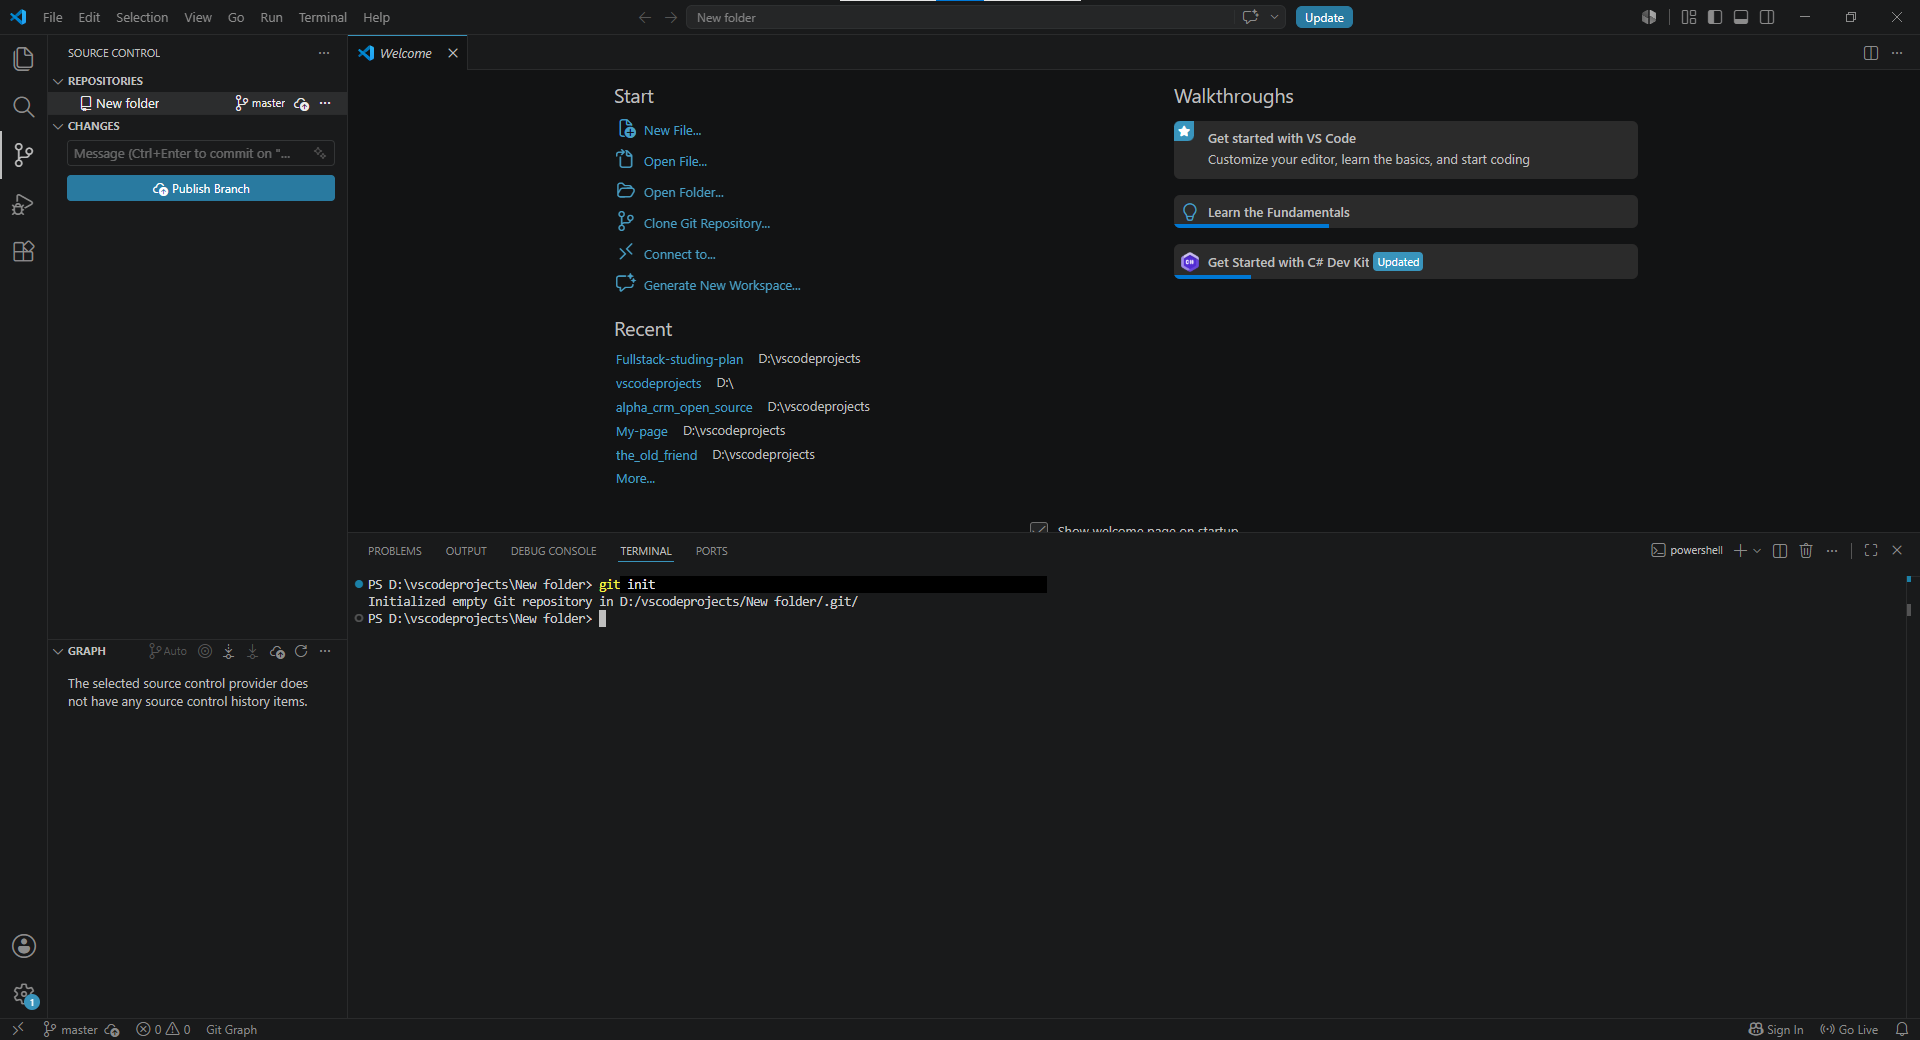 File Edit Selection View Go Run Terminal Help
New folder
Update
SOURCE CONTROL
REPOSITORIES
New folder
master
CHANGES
Message (Ctrl+Enter to commit on "...
Publish Branch
GRAPH
Auto
The selected source control provider does
not have any source control history items.
Welcome
Start
New File...
Open File...
Open Folder...
Clone Git Repository...
Connect to...
Generate New Workspace...
Recent
Fullstack-studing-plan D:\vscodeprojects
vscodeprojects D:\
alpha_crm_open_source D:\vscodeprojects
My-page D:\vscodeprojects
the_old_friend D:\vscodeprojects
More...
Walkthroughs
Get started with VS Code
Customize your editor, learn the basics, and start coding
Learn the Fundamentals
Get Started with C# Dev Kit Updated
Show welcome page on startup
PROBLEMS OUTPUT DEBUG CONSOLE TERMINAL PORTS
powershell
PS D:\vscodeprojects\New folder> git init
Initialized empty Git repository in D:/vscodeprojects/New folder/.git/
PS D:\vscodeprojects\New folder>
1
master 0 0 Git Graph
Sign In Go Live